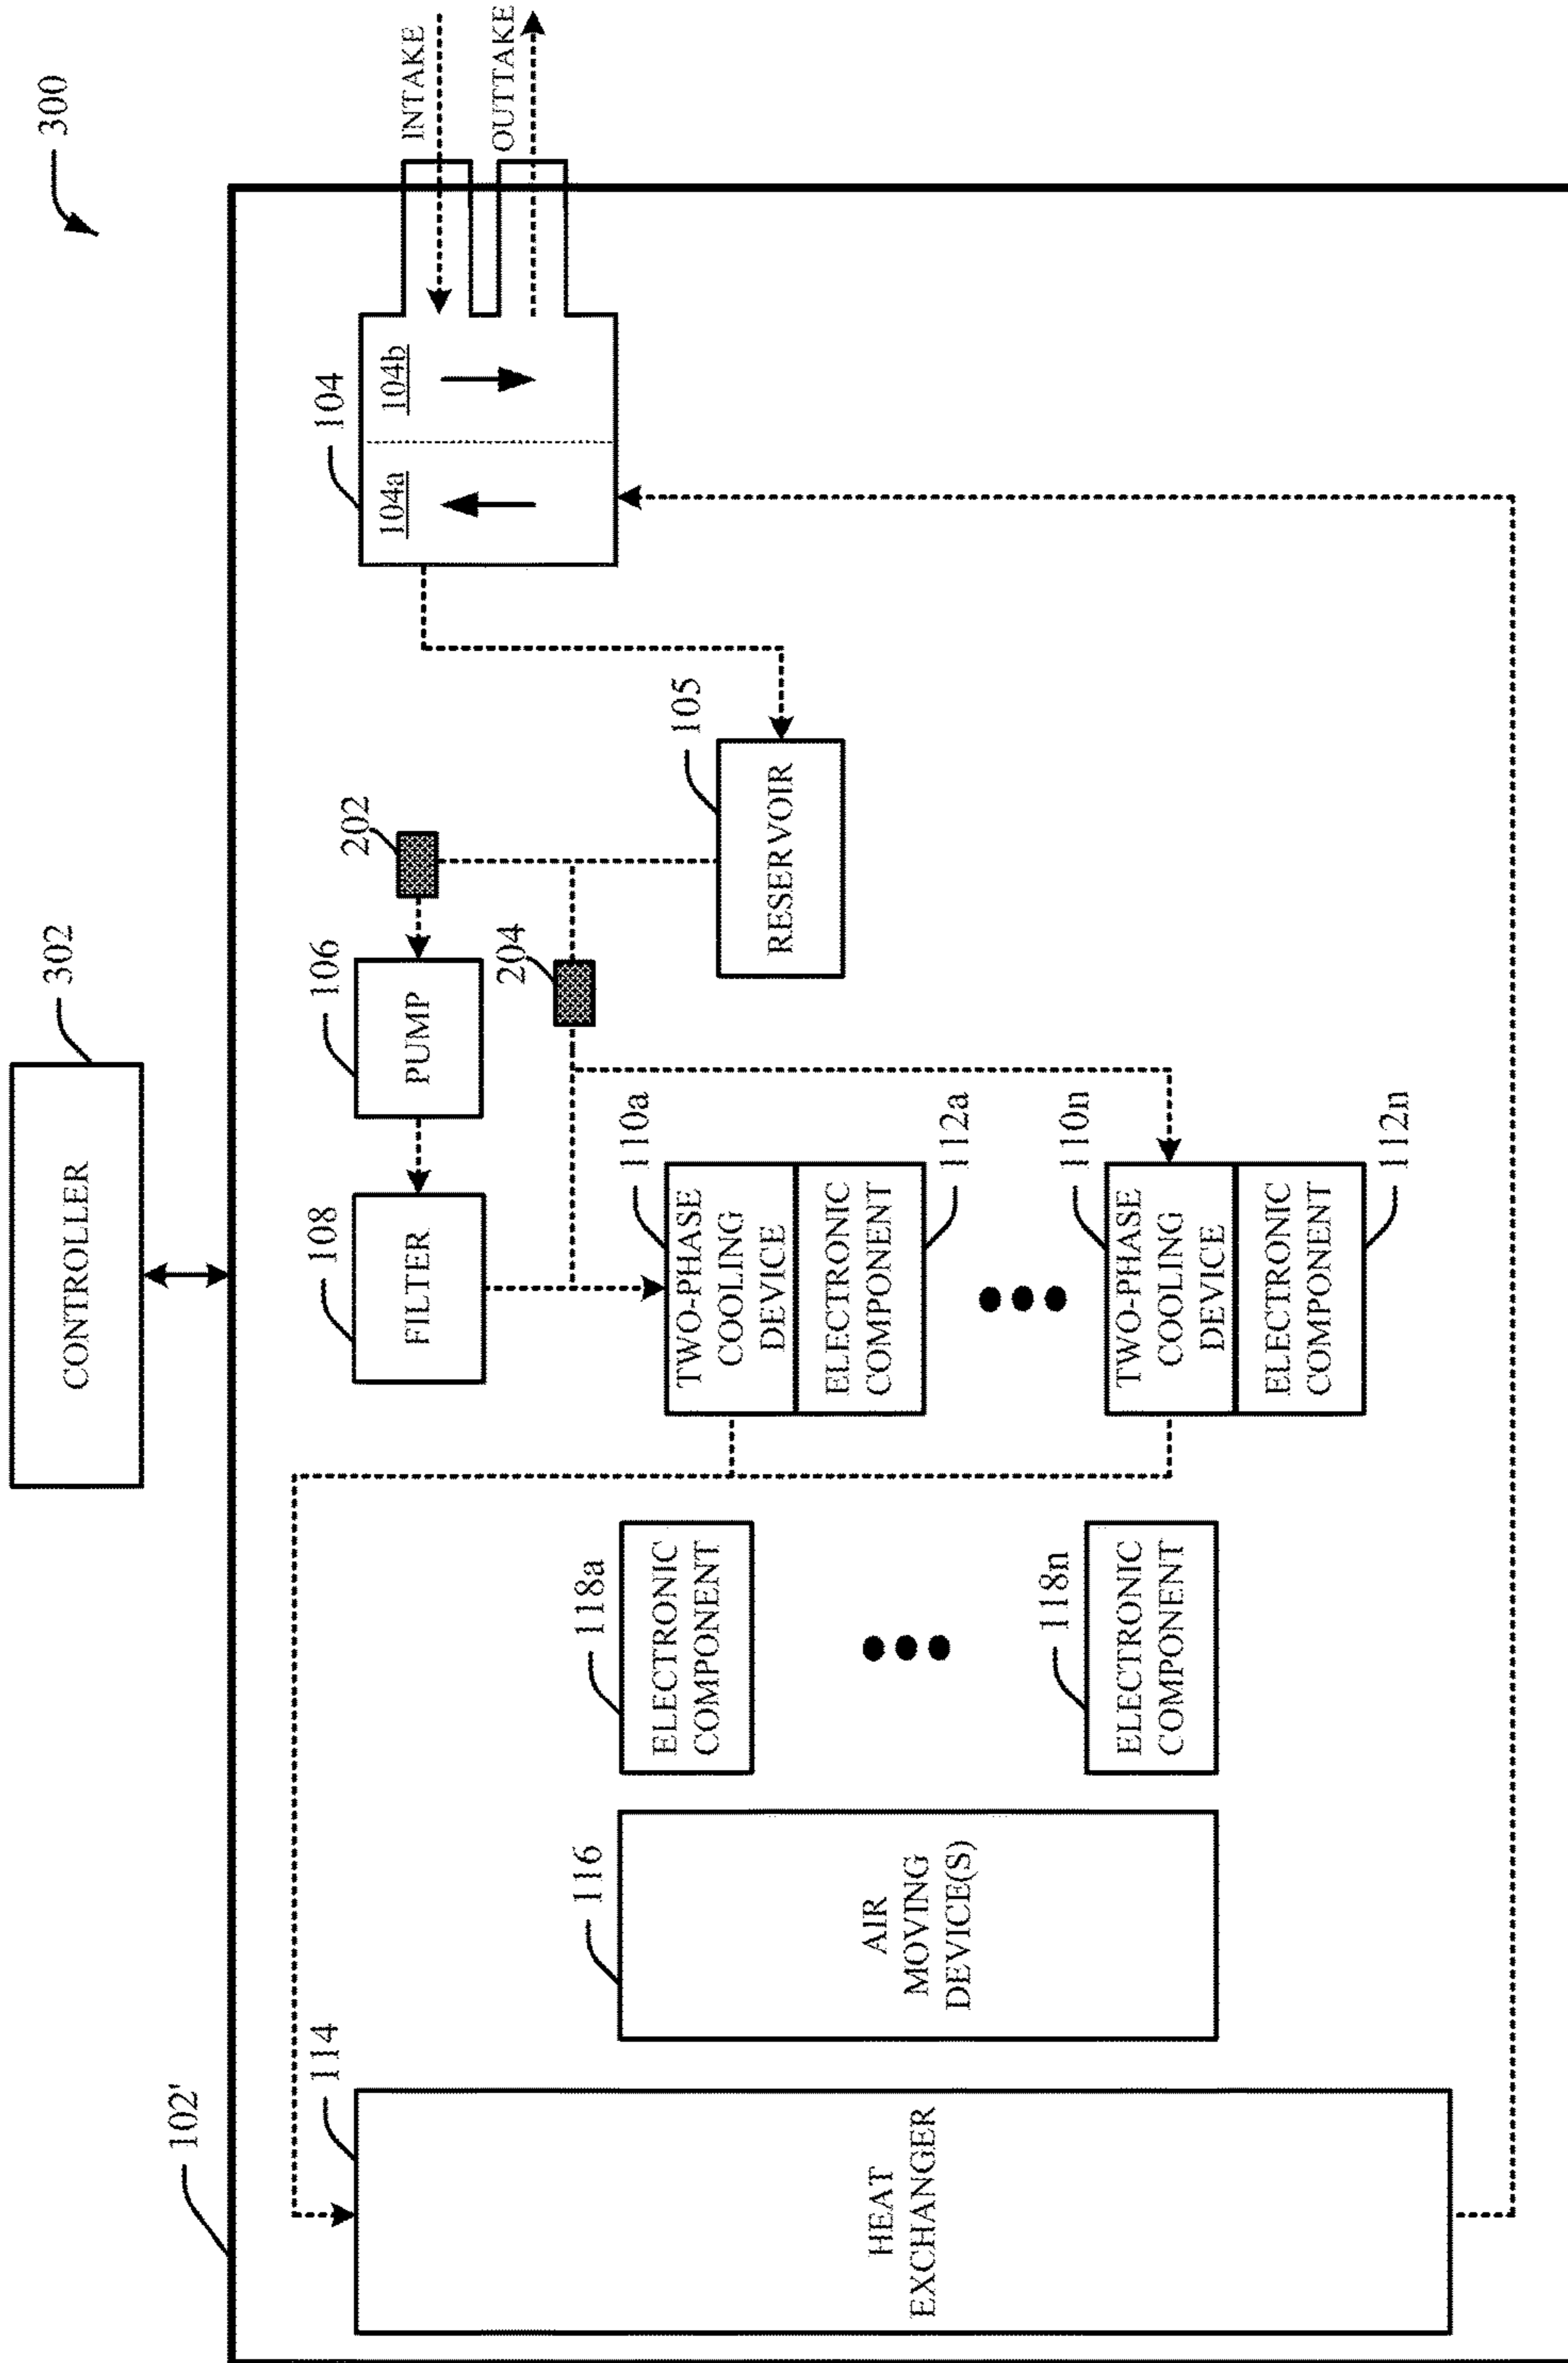 300
302
CONTROLLER
102'
114
HEAT
EXCHANGER
116
AIR
MOVING
DEVICE(S)
118a
ELECTRONIC
COMPONENT
118n
ELECTRONIC
COMPONENT
108
FILTER
106
PUMP
202
204
110a
TWO-PHASE
COOLING
DEVICE
ELECTRONIC
COMPONENT
112a
110n
TWO-PHASE
COOLING
DEVICE
ELECTRONIC
COMPONENT
112n
105
RESERVOIR
104
104a
104b
INTAKE
OUTTAKE